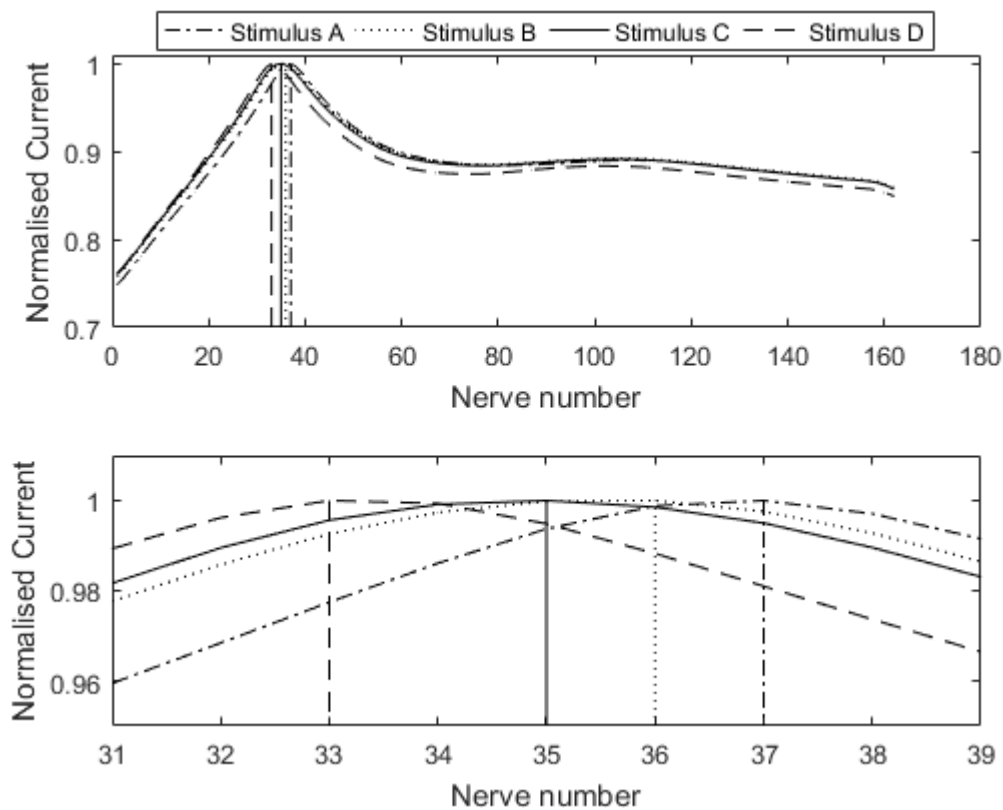 Stimulus A Stimulus B Stimulus C Stimulus D
1
0.9
0.8
0.7
Normalised Current
0 20 40 60 80 100 120 140 160 180
Nerve number
1
0.98
0.96
Normalised Current
31 32 33 34 35 36 37 38 39
Nerve number